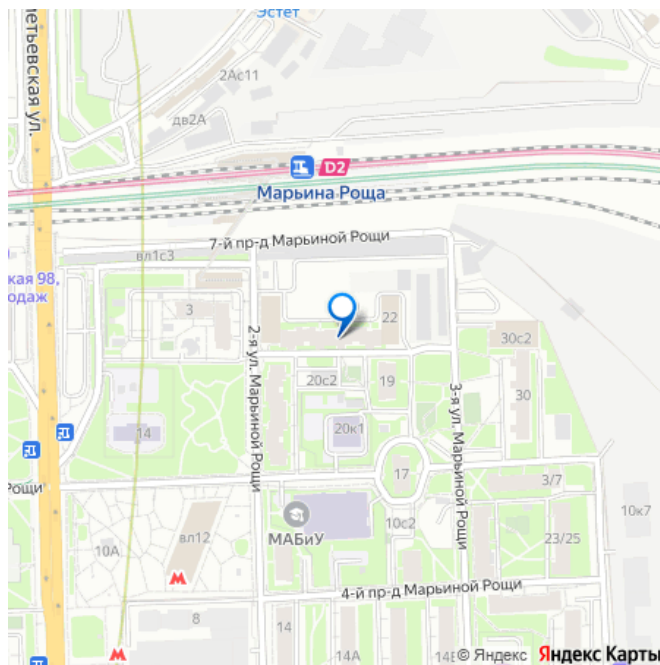 Эстет
метьевская ул.
2Ас11
дв2А
D2
Марьина Роща
7-й пр-д Марьиной Рощи
вл1с3
кая 98,
одаж
3
22
2-я ул. Марьиной Рощи
30с2
20с2
19
3-я ул. Марьиной Рощи
30
14
20к1
17
Рощи
3/7
МАБиУ
10с2
10к7
вл12
10А
23/25
4-й пр-д Марьиной Рощи
8
14
14А
14Б
© Яндекс Яндекс Карты